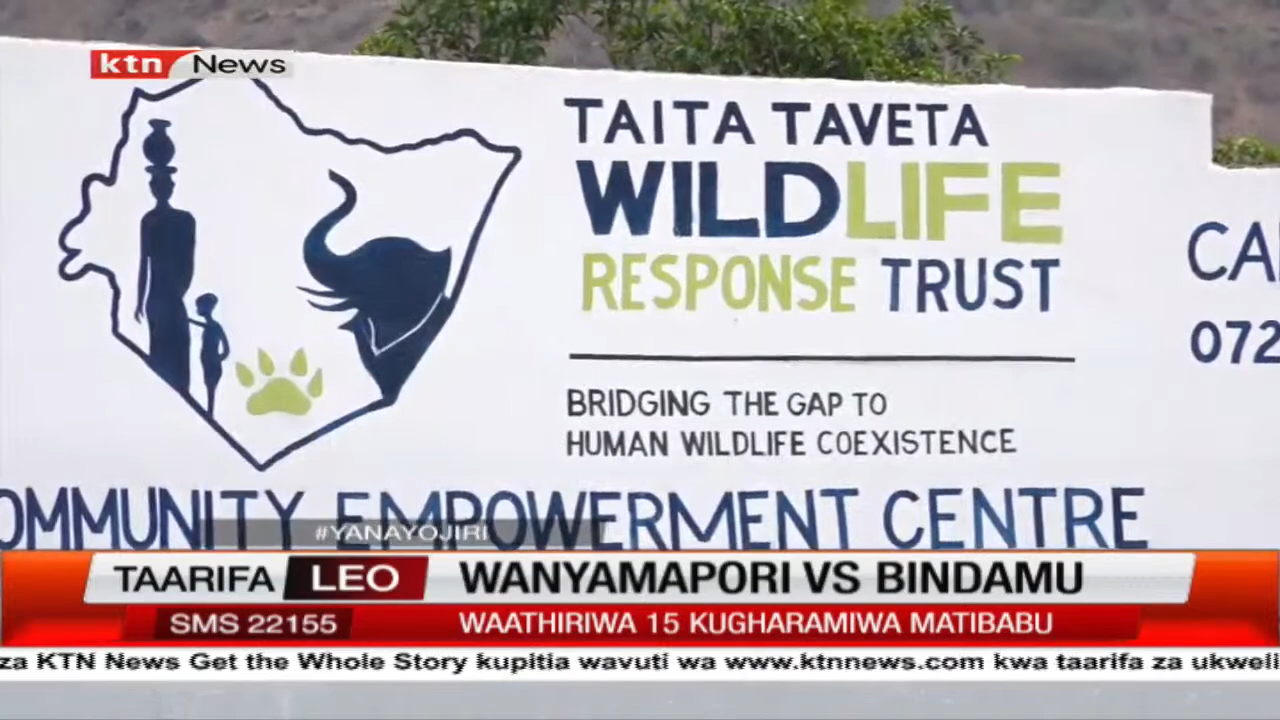 ktn News
TAITA TAVETA
WILDLIFE
RESPONSE TRUST
BRIDGING THE GAP TO
HUMAN WILDLIFE COEXISTENCE
072
EMPOWERMENT CENTRE
#YANAYOJIRI
TAARIFA LEO WANYAMAPORI VS BINDAMU
SMS 22155 WAATHIRIWA 15 KUGHARAMIWA MATIBABU
za KTN News Get the Whole Story kupitia wavuti wa www.ktnnews.com kwa taarifa za ukweli